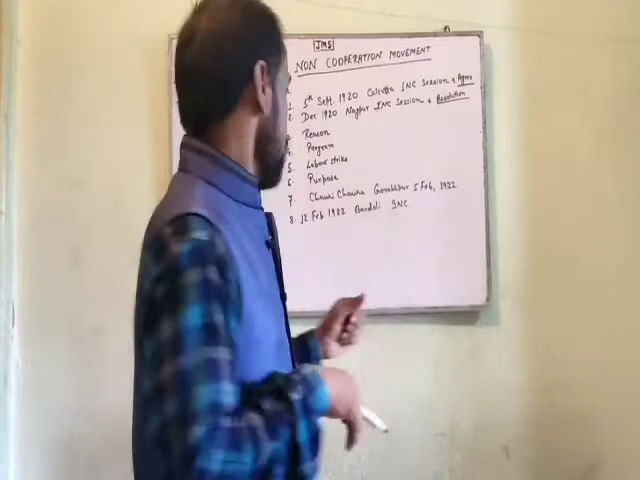 JMS
NON COOPERATION MOVEMENT
1. 5th Sept. 1920 Calcutta INC Session → Agree
2. Dec 1920 Nagpur INC Session → Resolution
3. Reason
4. Program
5. Labour strike
6. Purpose
7. Chauri Chaura Gorakhpur 5 Feb, 1922
8. 12 Feb 1922 Bardoli INC.